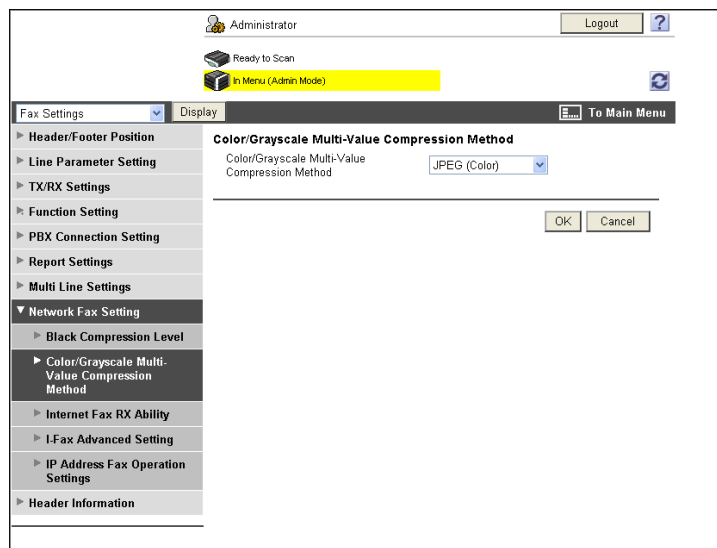 Administrator
Logout
?
Ready to Scan
In Menu (Admin Mode)
Fax Settings
Display
To Main Menu
Header/Footer Position
Line Parameter Setting
TX/RX Settings
Function Setting
PBX Connection Setting
Report Settings
Multi Line Settings
Network Fax Setting
Black Compression Level
Color/Grayscale Multi-
Value Compression
Method
Internet Fax RX Ability
I-Fax Advanced Setting
IP Address Fax Operation
Settings
Header Information
Color/Grayscale Multi-Value Compression Method
Color/Grayscale Multi-Value
Compression Method
JPEG (Color)
OK
Cancel